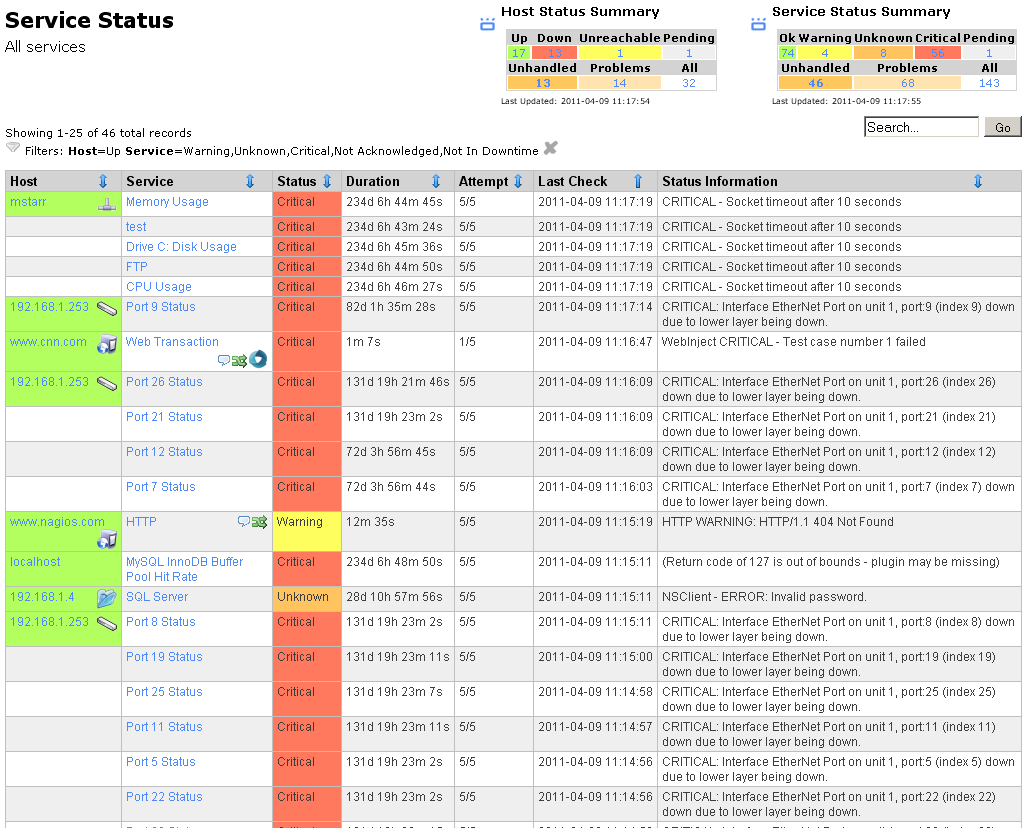 Service Status
All services
Host Status Summary
Up Down Unreachable Pending
17 13 1 1
Unhandled Problems All
13 14 32
Last Updated: 2011-04-09 11:17:54
Service Status Summary
Ok Warning Unknown Critical Pending
74 4 8 56 1
Unhandled Problems All
46 68 143
Last Updated: 2011-04-09 11:17:55
Showing 1-25 of 46 total records
Filters: Host=Up Service=Warning,Unknown,Critical,Not Acknowledged,Not In Downtime
Search... Go
Host Service Status Duration Attempt Last Check Status Information
mstarr Memory Usage Critical 234d 6h 44m 45s 5/5 2011-04-09 11:17:19 CRITICAL - Socket timeout after 10 seconds
test Critical 234d 6h 43m 24s 5/5 2011-04-09 11:17:19 CRITICAL - Socket timeout after 10 seconds
Drive C: Disk Usage Critical 234d 6h 45m 36s 5/5 2011-04-09 11:17:19 CRITICAL - Socket timeout after 10 seconds
FTP Critical 234d 6h 44m 50s 5/5 2011-04-09 11:17:19 CRITICAL - Socket timeout after 10 seconds
CPU Usage Critical 234d 6h 46m 27s 5/5 2011-04-09 11:17:19 CRITICAL - Socket timeout after 10 seconds
192.168.1.253 Port 9 Status Critical 82d 1h 35m 28s 5/5 2011-04-09 11:17:14 CRITICAL: Interface EtherNet Port on unit 1, port:9 (index 9) down
due to lower layer being down.
www.cnn.com Web Transaction Critical 1m 7s 1/5 2011-04-09 11:16:47 WebInject CRITICAL - Test case number 1 failed
192.168.1.253 Port 26 Status Critical 131d 19h 21m 46s 5/5 2011-04-09 11:16:09 CRITICAL: Interface EtherNet Port on unit 1, port:26 (index 26)
down due to lower layer being down.
Port 21 Status Critical 131d 19h 23m 2s 5/5 2011-04-09 11:16:09 CRITICAL: Interface EtherNet Port on unit 1, port:21 (index 21)
down due to lower layer being down.
Port 12 Status Critical 72d 3h 56m 45s 5/5 2011-04-09 11:16:09 CRITICAL: Interface EtherNet Port on unit 1, port:12 (index 12)
down due to lower layer being down.
Port 7 Status Critical 72d 3h 56m 44s 5/5 2011-04-09 11:16:03 CRITICAL: Interface EtherNet Port on unit 1, port:7 (index 7) down
due to lower layer being down.
www.nagios.com HTTP Warning 12m 35s 5/5 2011-04-09 11:15:19 HTTP WARNING: HTTP/1.1 404 Not Found
localhost MySQL InnoDB Buffer Critical 234d 6h 48m 50s 5/5 2011-04-09 11:15:11 (Return code of 127 is out of bounds - plugin may be missing)
Pool Hit Rate
192.168.1.4 SQL Server Unknown 28d 10h 57m 56s 5/5 2011-04-09 11:15:11 NSClient - ERROR: Invalid password.
192.168.1.253 Port 8 Status Critical 131d 19h 23m 2s 5/5 2011-04-09 11:15:11 CRITICAL: Interface EtherNet Port on unit 1, port:8 (index 8) down
due to lower layer being down.
Port 19 Status Critical 131d 19h 23m 11s 5/5 2011-04-09 11:15:00 CRITICAL: Interface EtherNet Port on unit 1, port:19 (index 19)
down due to lower layer being down.
Port 25 Status Critical 131d 19h 23m 7s 5/5 2011-04-09 11:14:58 CRITICAL: Interface EtherNet Port on unit 1, port:25 (index 25)
down due to lower layer being down.
Port 11 Status Critical 131d 19h 23m 11s 5/5 2011-04-09 11:14:57 CRITICAL: Interface EtherNet Port on unit 1, port:11 (index 11)
down due to lower layer being down.
Port 5 Status Critical 131d 19h 23m 2s 5/5 2011-04-09 11:14:56 CRITICAL: Interface EtherNet Port on unit 1, port:5 (index 5) down
due to lower layer being down.
Port 22 Status Critical 131d 19h 23m 2s 5/5 2011-04-09 11:14:56 CRITICAL: Interface EtherNet Port on unit 1, port:22 (index 22)
down due to lower layer being down.